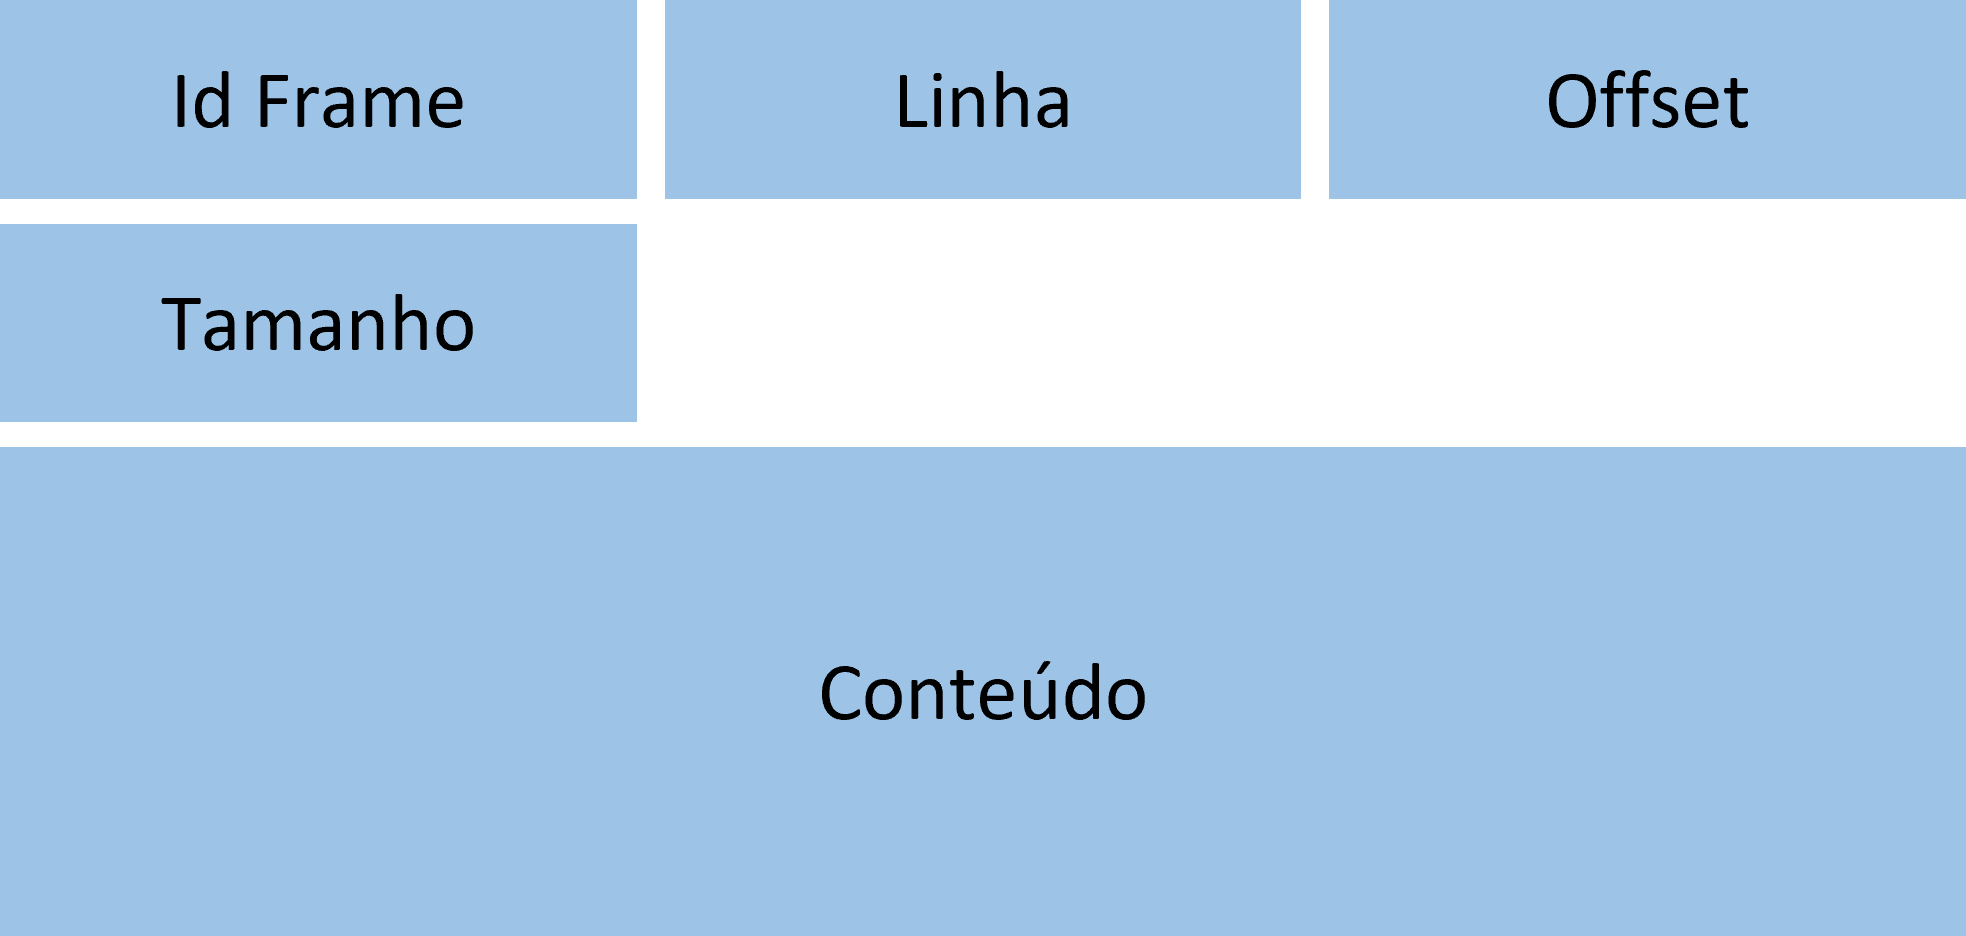 Id Frame
Linha
Offset
Tamanho
Conteúdo